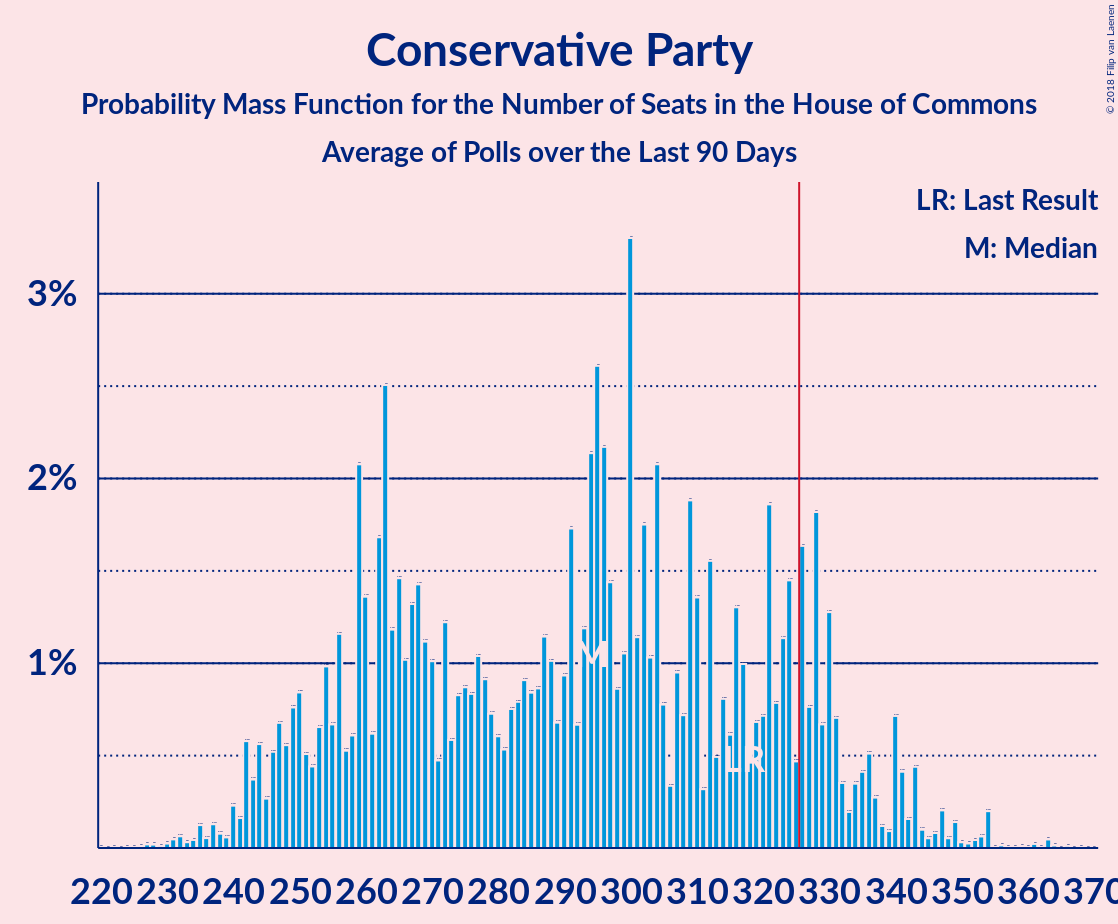 Conservative Party
Probability Mass Function for the Number of Seats in the House of Commons
Average of Polls over the Last 90 Days
© 2018 Filip van Laenen
LR: Last Result
M: Median
3%
2%
1%
M
LR
220 230 240 250 260 270 280 290 300 310 320 330 340 350 360 370